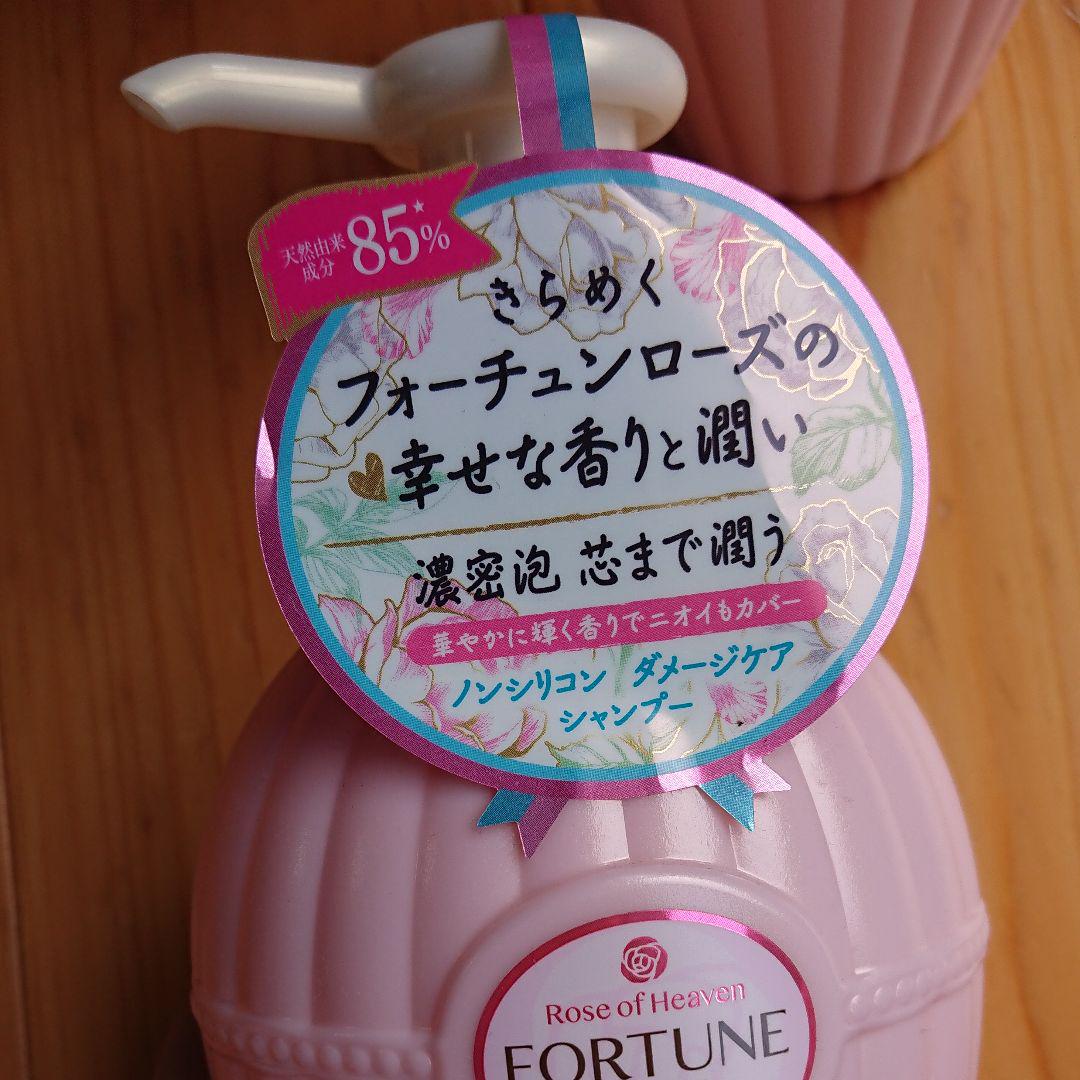 天然由来
成分
85*%
きらめく
フォーチュンローズの
幸せな香りと潤い
濃密泡 芯まで潤う
華やかに輝く香りでニオイもカバー
ノンシリコン ダメージケア
シャンプー
Rose of Heaven
FORTUNE